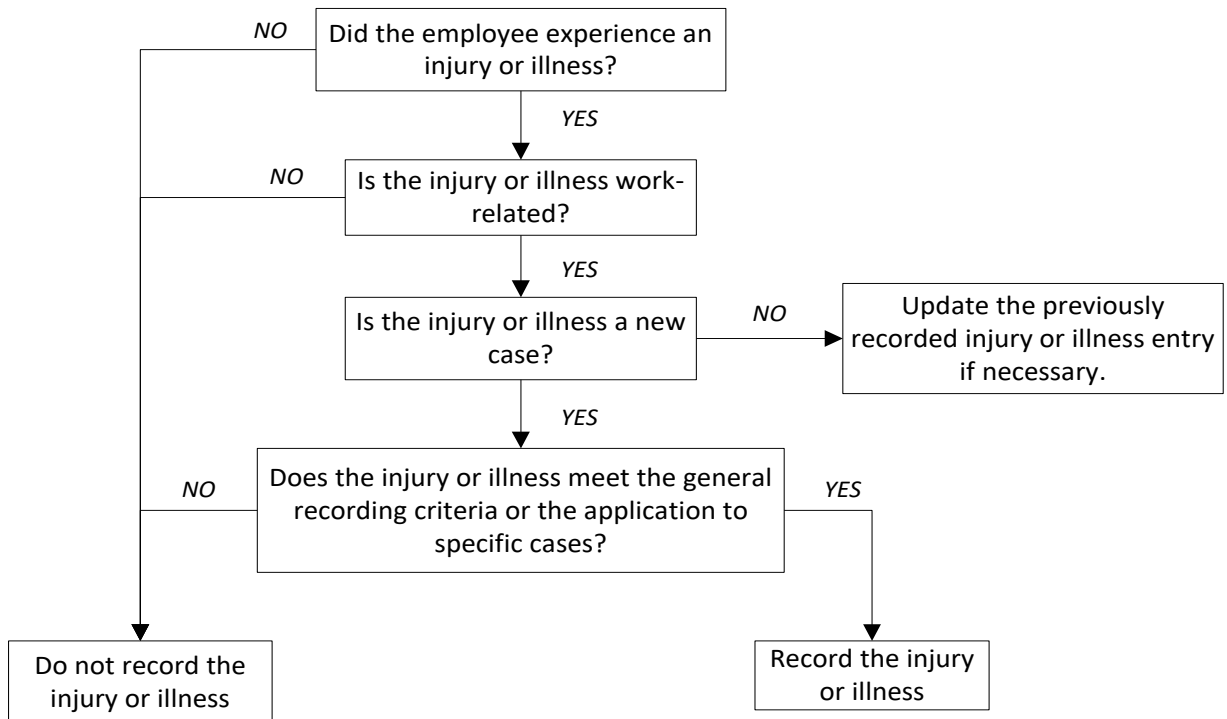 NO
Did the employee experience an
injury or illness?
YES
NO
Is the injury or illness work-
related?
YES
Is the injury or illness a new
case?
NO
Update the previously
recorded injury or illness entry
if necessary.
YES
NO
Does the injury or illness meet the general
recording criteria or the application to
specific cases?
YES
Do not record the
injury or illness
Record the injury
or illness